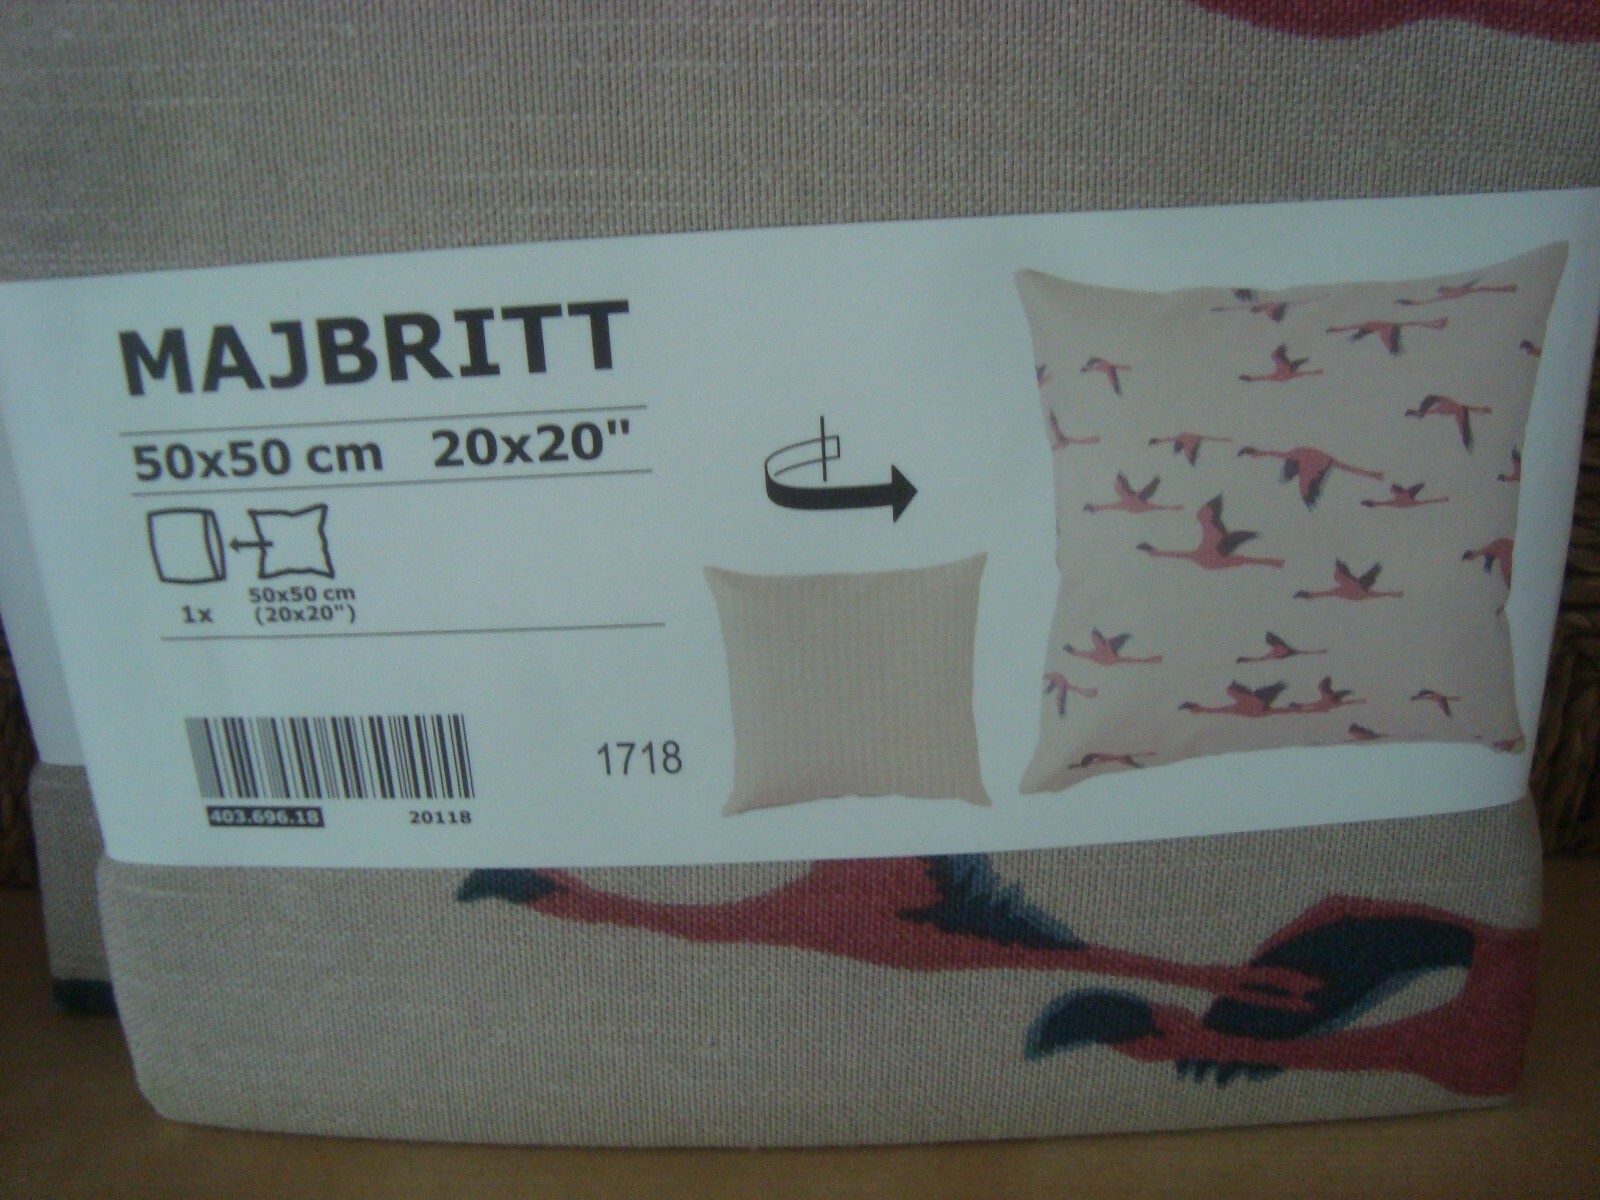 MAJBRITT
50x50 cm 20x20"
1x 50x50 cm
(20x20")
1718
403.696.18 20118